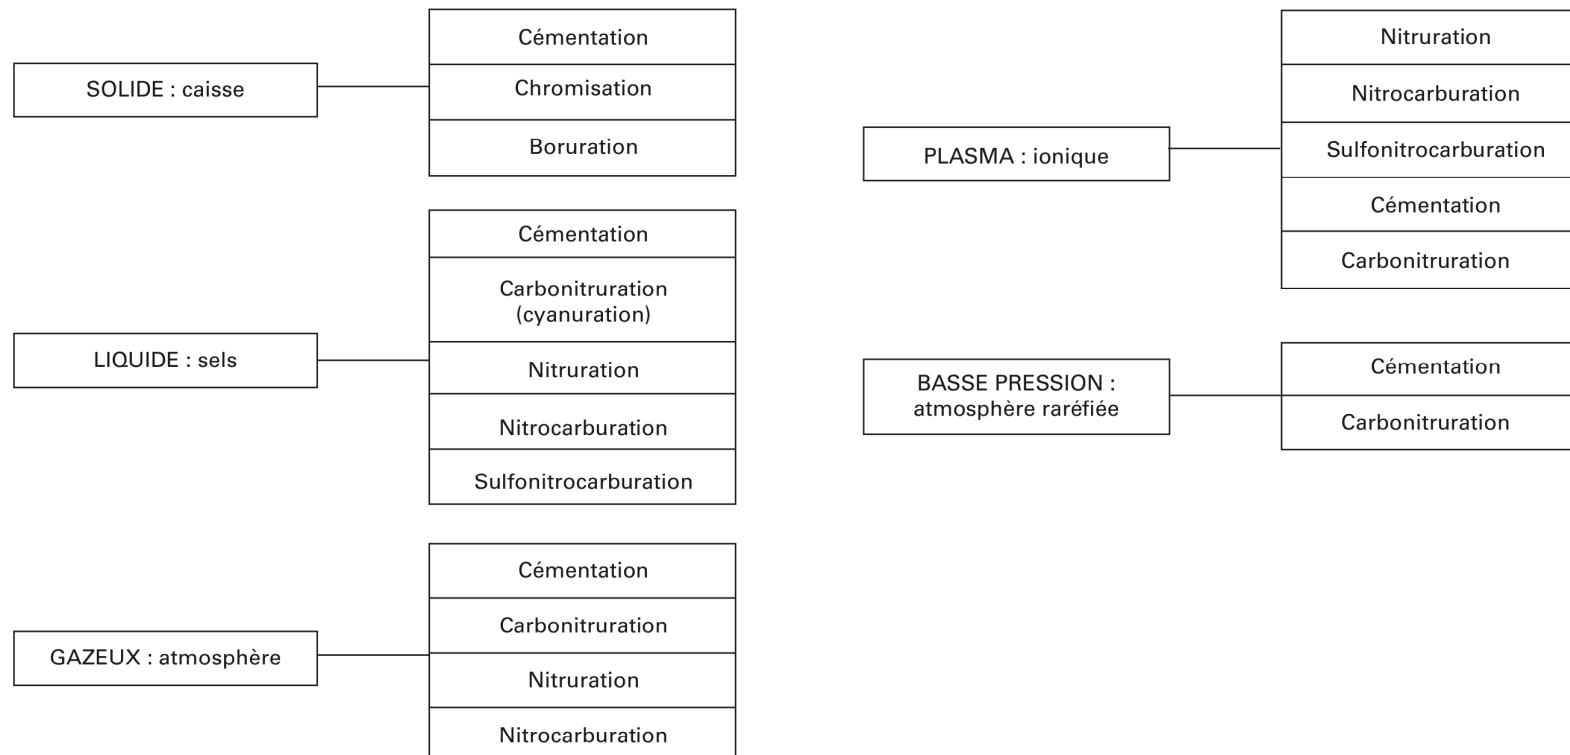 SOLIDE : caisse
Cémentation
Chromisation
Boruration
LIQUIDE : sels
Cémentation
Carbonitruration
(cyanuration)
Nitruration
Nitrocarburation
Sulfonitrocarburation
GAZEUX : atmosphère
Cémentation
Carbonitruration
Nitruration
Nitrocarburation
PLASMA : ionique
Nitruration
Nitrocarburation
Sulfonitrocarburation
Cémentation
Carbonitruration
BASSE PRESSION :
atmosphère raréfiée
Cémentation
Carbonitruration